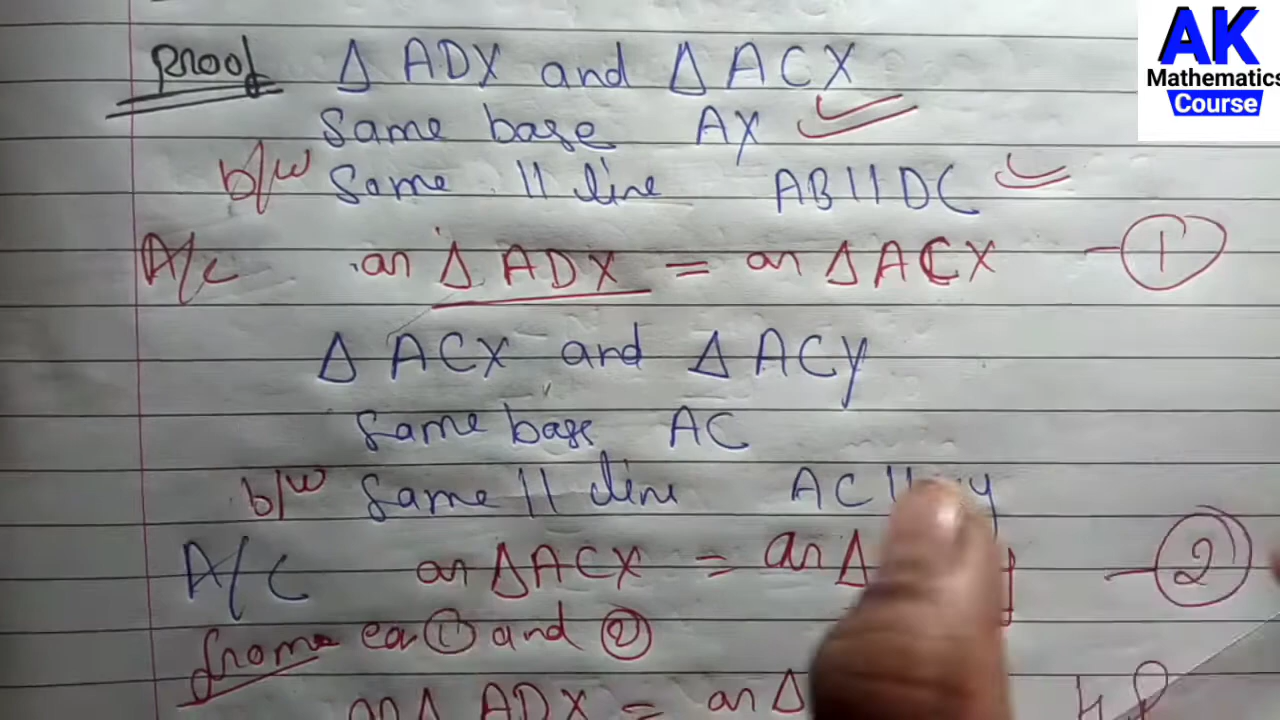 AK
Mathematics
Course
Proof Δ ADX and Δ ACX
Same base AX
b/w Same || line AB||DC
A/c ar Δ ADX = ar Δ ACX - 1
Δ ACX and Δ ACY
Same base AC
b/w Same || line AC|| y
A/C ar Δ ACX = ar Δ - 2
from eq 1 and 2
ar Δ ADX = ar Δ